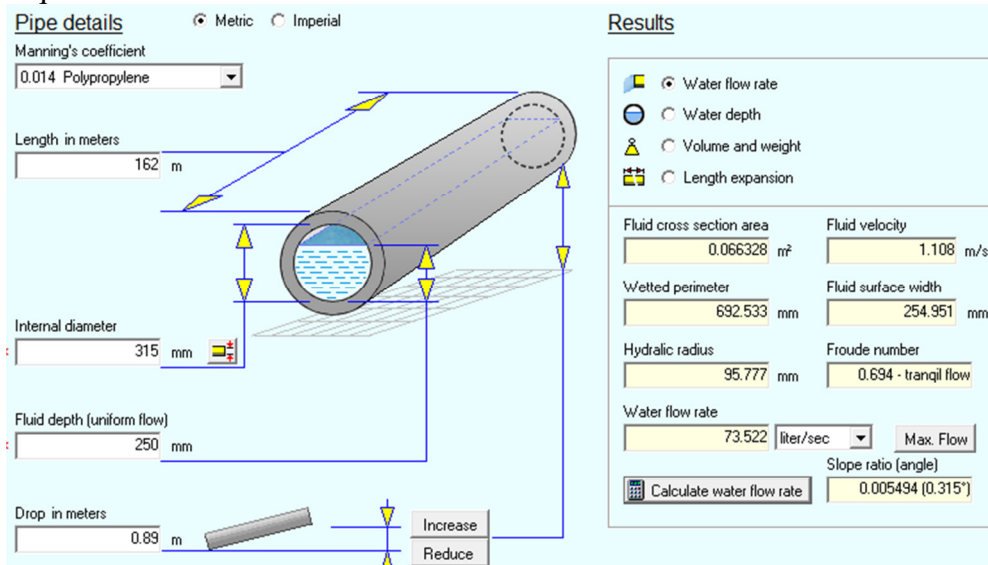 Pipe details
Metric
Imperial
Manning's coefficient
0.014 Polypropylene
Length in meters
162 m
Internal diameter
315 mm
Fluid depth (uniform flow)
250 mm
Drop in meters
0.89 m
Increase
Reduce
Results
Water flow rate
Water depth
Volume and weight
Length expansion
Fluid cross section area
0.066328 m²
Fluid velocity
1.108 m/s
Wetted perimeter
692.533 mm
Fluid surface width
254.951 mm
Hydralic radius
95.777 mm
Froude number
0.694 - tranqil flow
Water flow rate
73.522 liter/sec
Max. Flow
Calculate water flow rate
Slope ratio (angle)
0.005494 (0.315°)